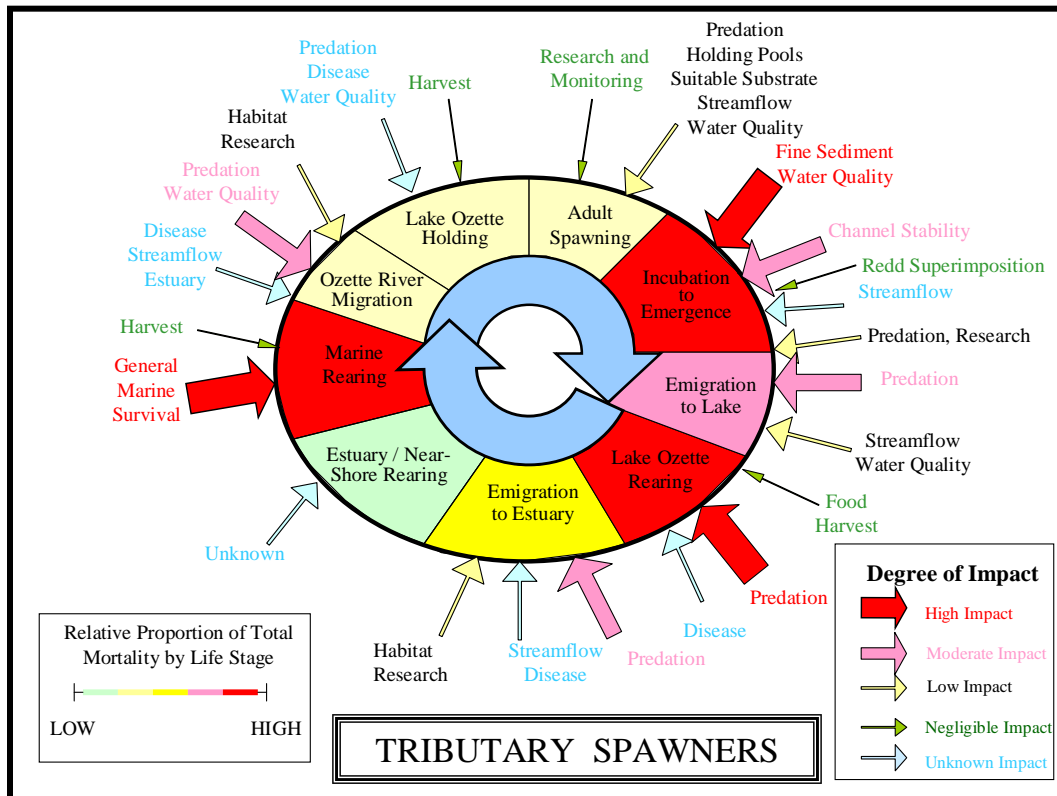 Predation
Holding Pools
Suitable Substrate
Streamflow
Water Quality
Research and
Monitoring
Harvest
Predation
Disease
Water Quality
Habitat
Research
Predation
Water Quality
Disease
Streamflow
Estuary
Harvest
General
Marine
Survival
Fine Sediment
Water Quality
Channel Stability
Redd Superimposition
Streamflow
Predation, Research
Predation
Streamflow
Water Quality
Food
Harvest
Predation
Disease
Predation
Streamflow
Disease
Habitat
Research
Unknown
Lake Ozette
Holding
Adult
Spawning
Incubation
to
Emergence
Emigration
to Lake
Lake Ozette
Rearing
Emigration
to Estuary
Estuary / Near-
Shore Rearing
Marine
Rearing
Ozette River
Migration
Relative Proportion of Total
Mortality by Life Stage
LOW HIGH
TRIBUTARY SPAWNERS
Degree of Impact
High Impact
Moderate Impact
Low Impact
Negligible Impact
Unknown Impact